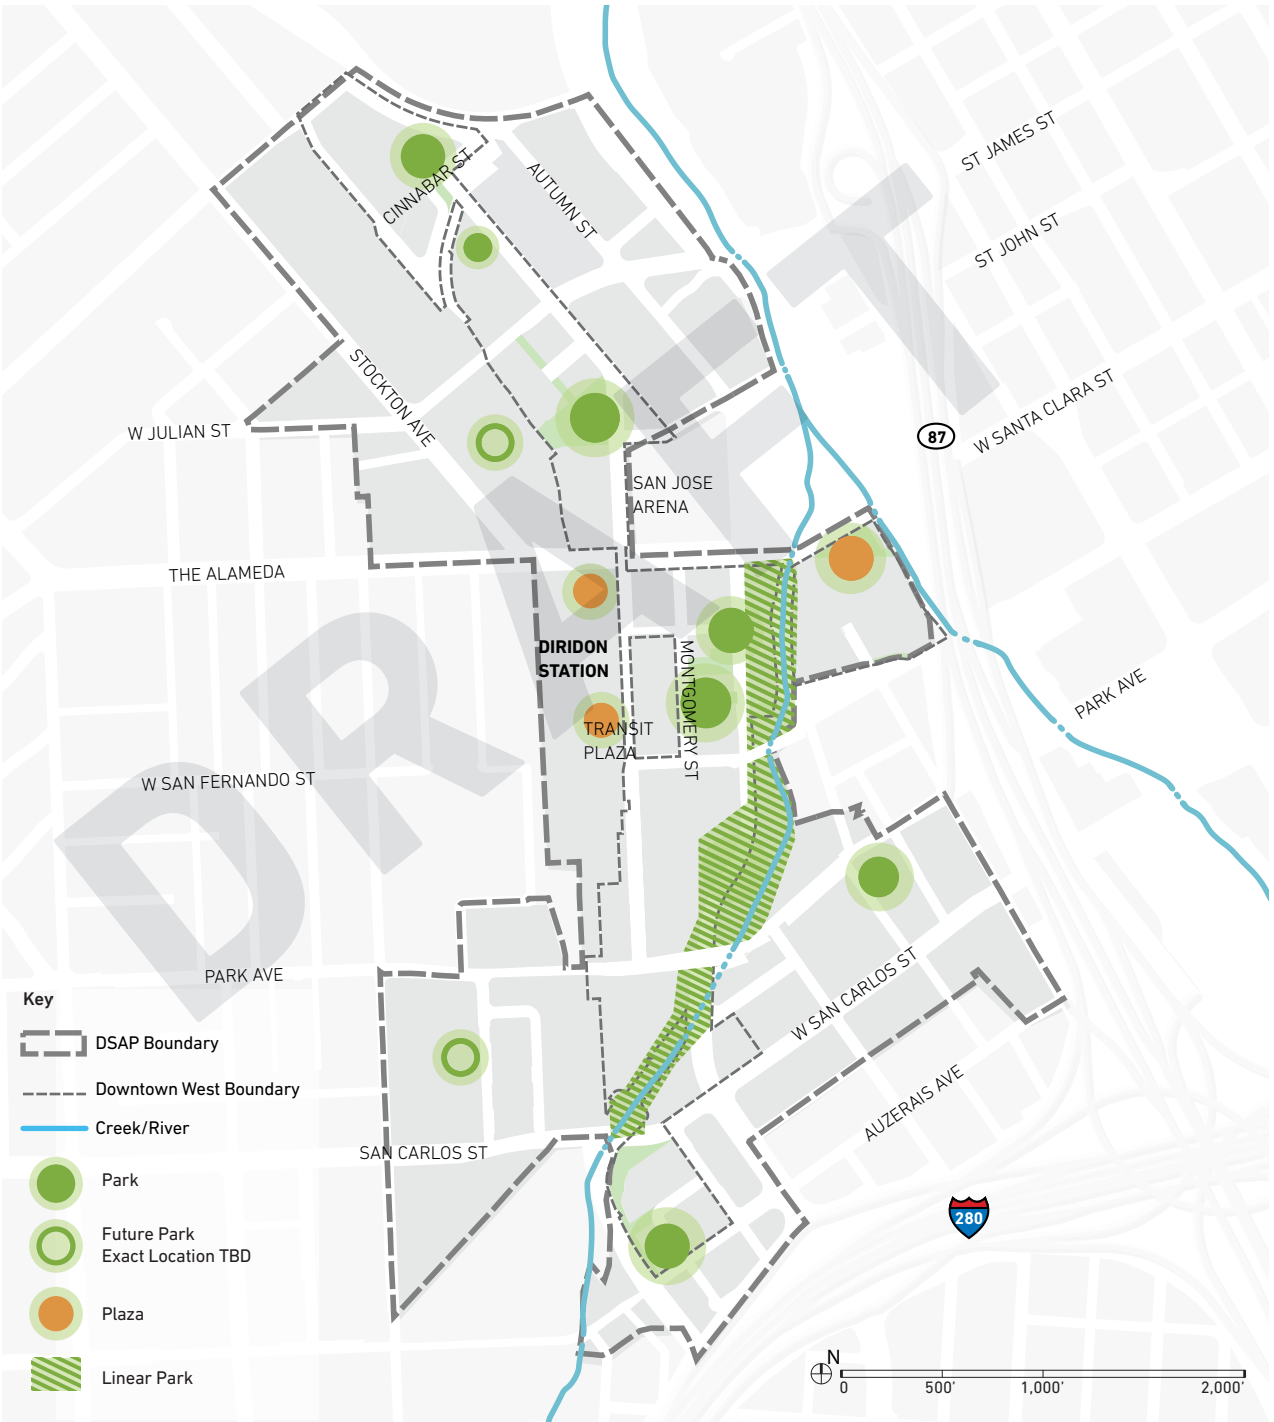 ST JAMES ST
CINNABAR ST
AUTUMN ST
ST JOHN ST
STOCKTON AVE
W JULIAN ST
W SANTA CLARA ST
87
SAN JOSE
ARENA
THE ALAMEDA
DIRIDON
STATION
MONTGOMERY ST
TRANSIT
PLAZA
PARK AVE
W SAN FERNANDO ST
DRAFT
PARK AVE
W SAN CARLOS ST
AUZERAIS AVE
SAN CARLOS ST
280
Key
DSAP Boundary
Downtown West Boundary
Creek/River
Park
Future Park
Exact Location TBD
Plaza
Linear Park
N
0 500' 1,000' 2,000'